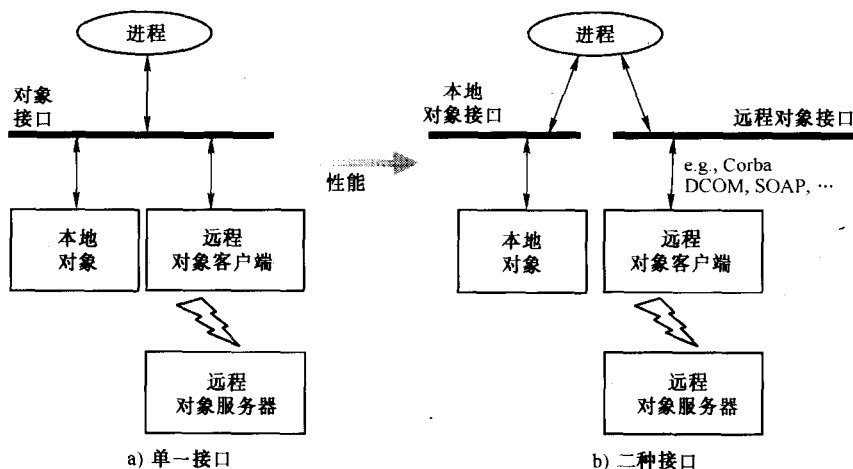 进程
对象
接口
本地
对象
远程
对象客户端
远程
对象服务器
a) 单一接口
性能
进程
本地
对象接口
远程对象接口
e.g., Corba
DCOM, SOAP, …
本地
对象
远程
对象客户端
远程
对象服务器
b) 二种接口